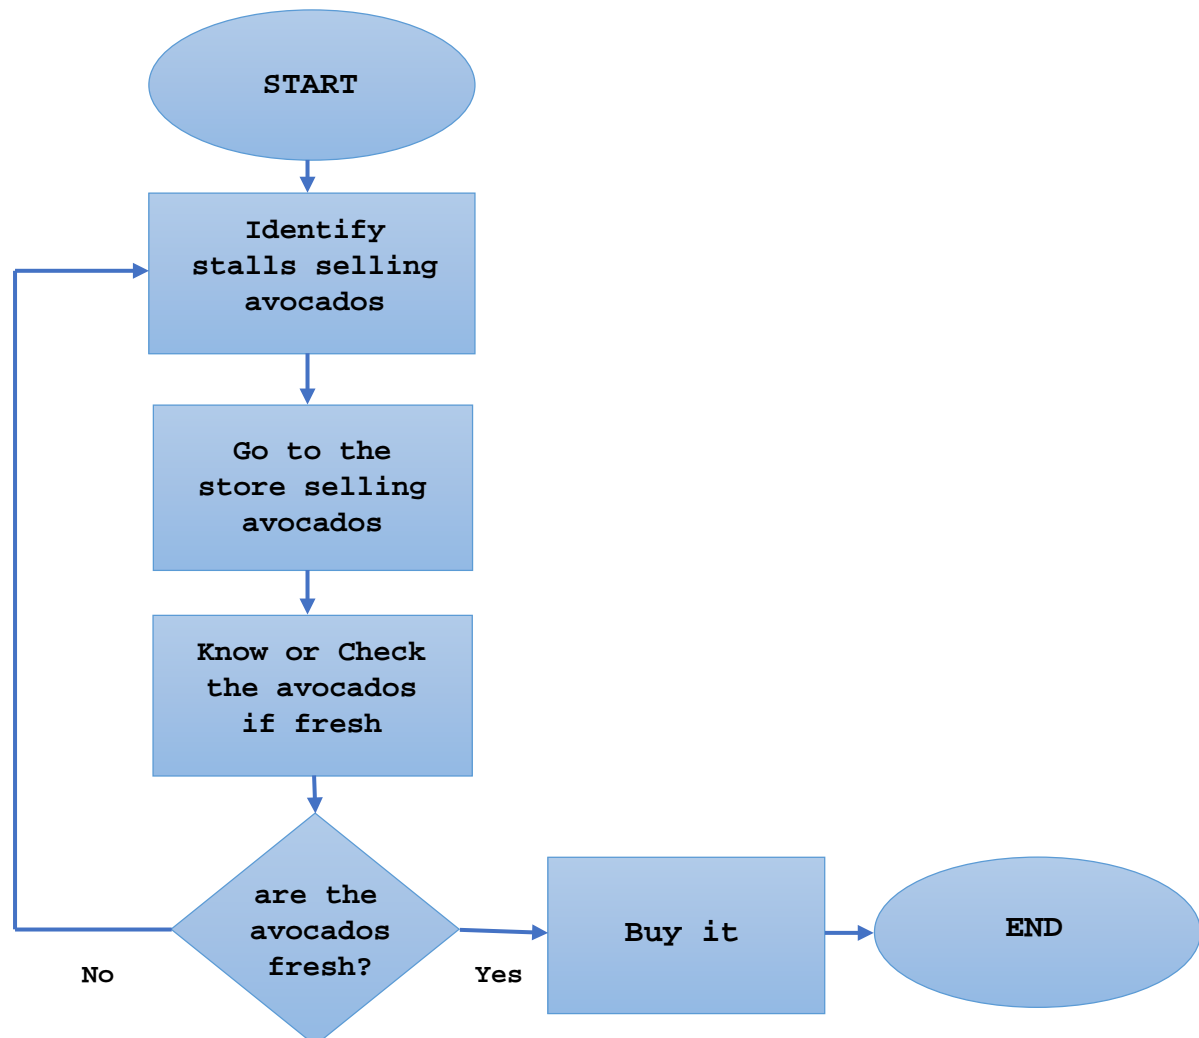 START
Identify
stalls selling
avocados
Go to the
store selling
avocados
Know or Check
the avocados
if fresh
are the
avocados
fresh?
No
Yes
Buy it
END